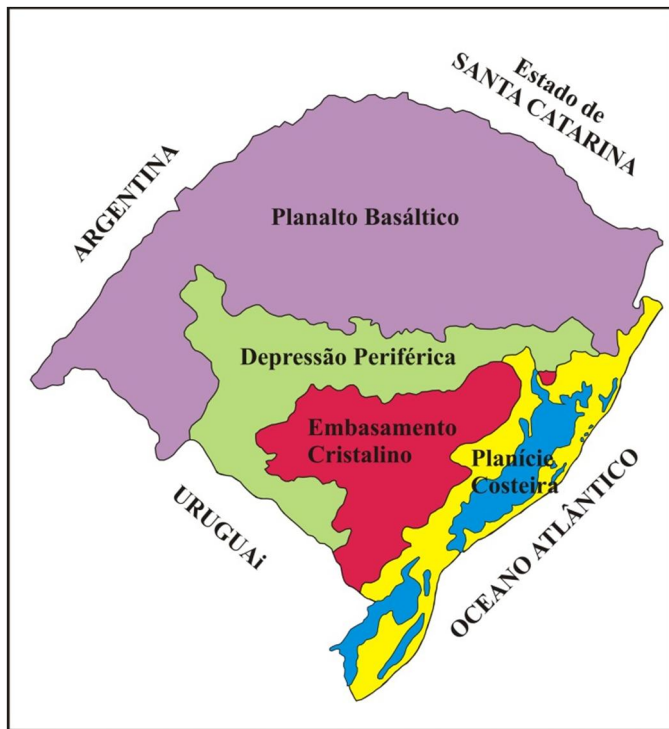 Estado de
SANTA CATARINA
ARGENTINA
Planalto Basáltico
Depressão Periférica
Embasamento
Cristalino
Planície
Costeira
URUGUAi
OCEANO ATLÂNTICO